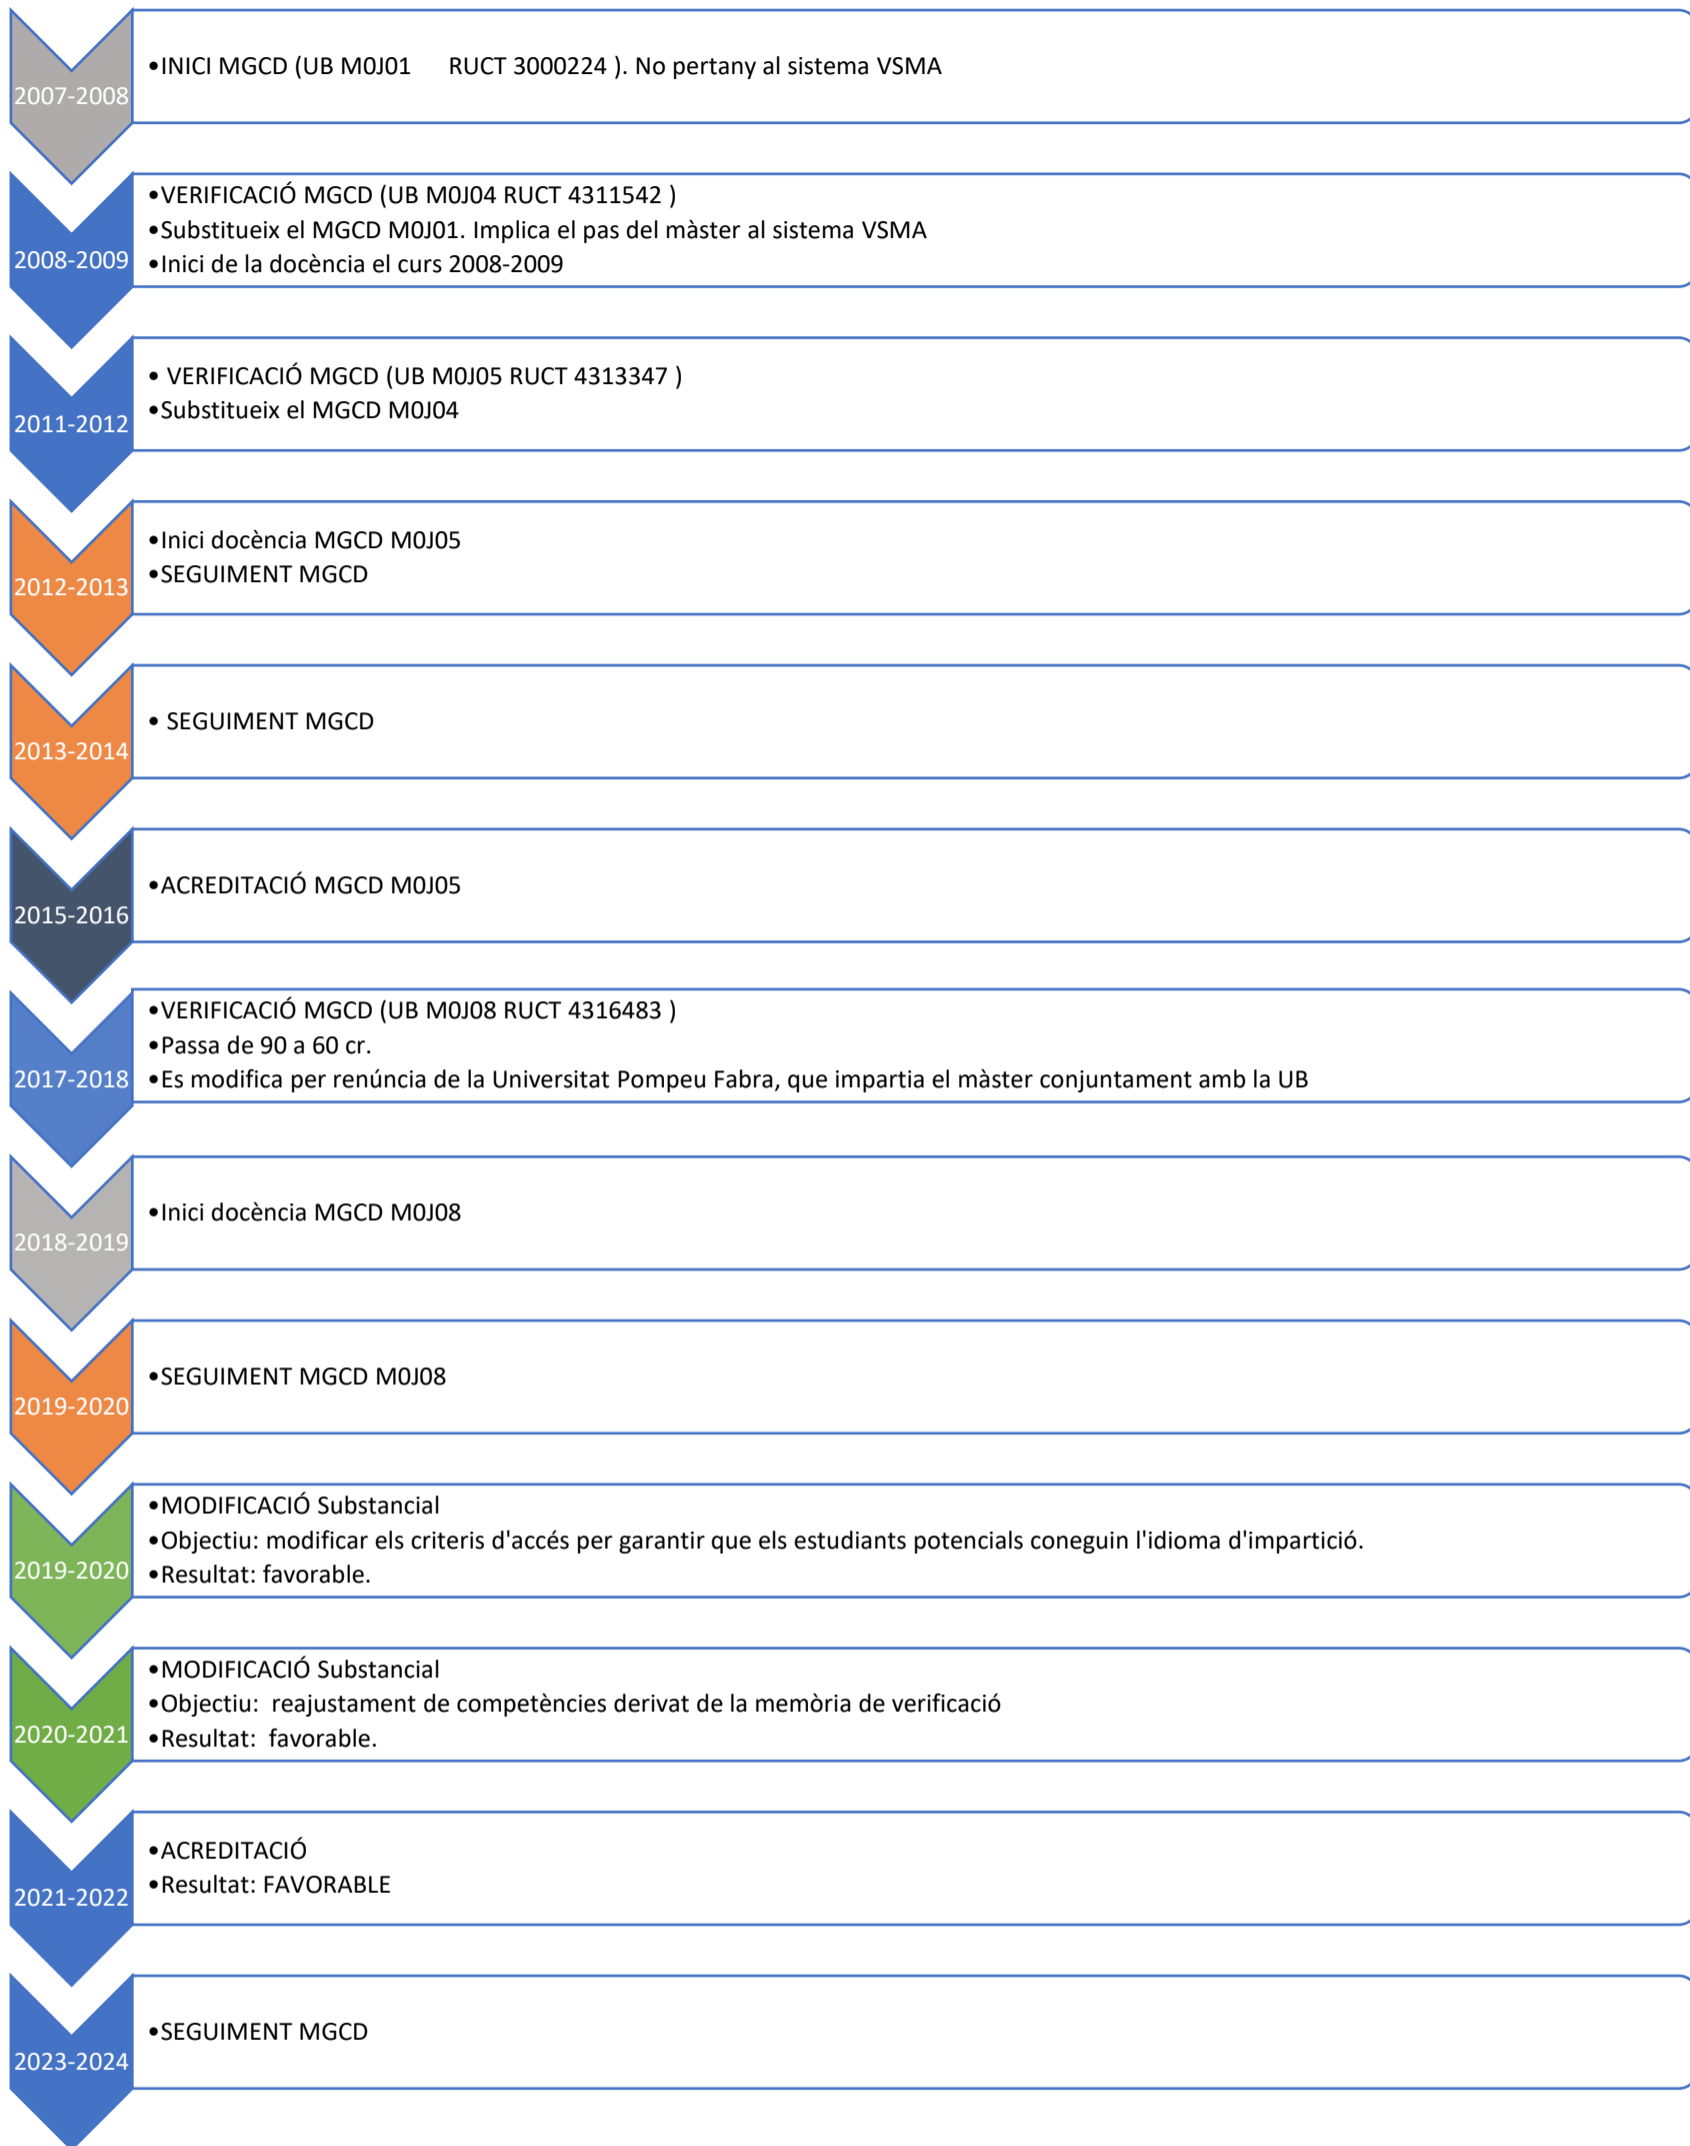 2007-2008
•INICI MGCD (UB M0J01 RUCT 3000224 ). No pertany al sistema VSMA
2008-2009
•VERIFICACIÓ MGCD (UB M0J04 RUCT 4311542 )
•Substitueix el MGCD M0J01. Implica el pas del màster al sistema VSMA
•Inici de la docència el curs 2008-2009
2011-2012
• VERIFICACIÓ MGCD (UB M0J05 RUCT 4313347 )
•Substitueix el MGCD M0J04
2012-2013
•Inici docència MGCD M0J05
•SEGUIMENT MGCD
2013-2014
• SEGUIMENT MGCD
2015-2016
•ACREDITACIÓ MGCD M0J05
2017-2018
•VERIFICACIÓ MGCD (UB M0J08 RUCT 4316483 )
•Passa de 90 a 60 cr.
•Es modifica per renúncia de la Universitat Pompeu Fabra, que impartia el màster conjuntament amb la UB
2018-2019
•Inici docència MGCD M0J08
2019-2020
•SEGUIMENT MGCD M0J08
2019-2020
•MODIFICACIÓ Substancial
•Objectiu: modificar els criteris d'accés per garantir que els estudiants potencials coneguin l'idioma d'impartició.
•Resultat: favorable.
2020-2021
•MODIFICACIÓ Substancial
•Objectiu: reajustament de competències derivat de la memòria de verificació
•Resultat: favorable.
2021-2022
•ACREDITACIÓ
•Resultat: FAVORABLE
2023-2024
•SEGUIMENT MGCD